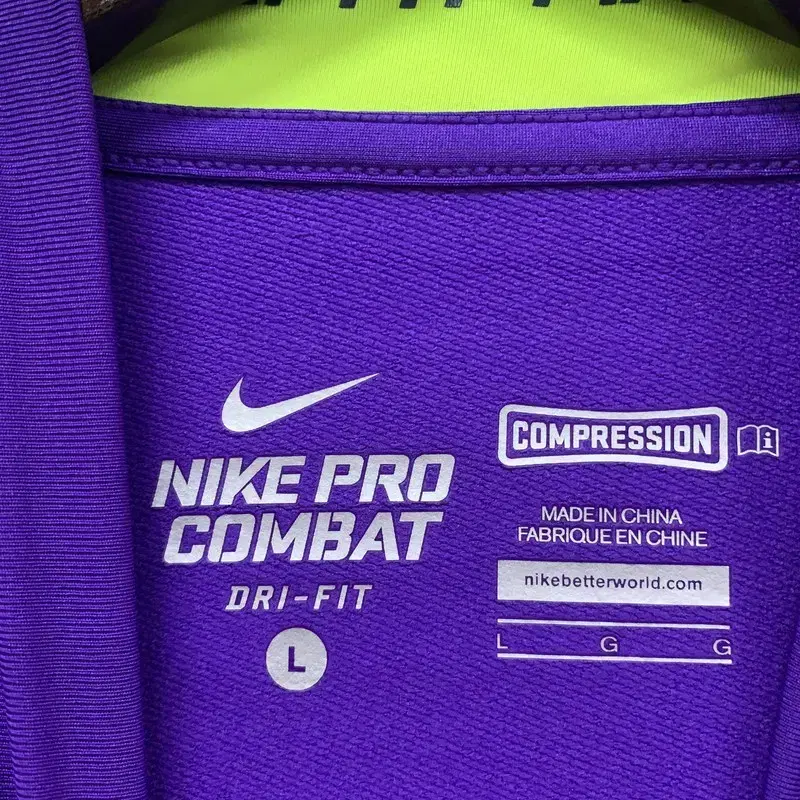 NIKE PRO
COMBAT
DRI-FIT
L
COMPRESSION
MADE IN CHINA
FABRIQUE EN CHINE
nikebetterworld.com
L G G